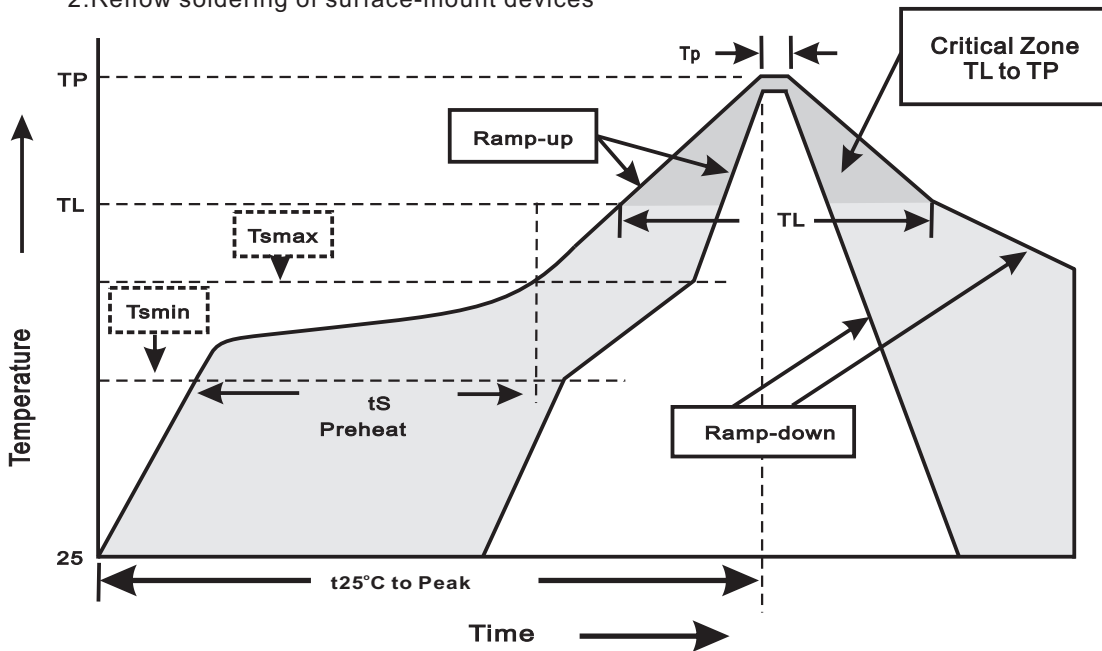 2.Reflow soldering of surface-mount devices
Tp
Critical Zone
TL to TP
TP
Ramp-up
TL
TL
Tsmax
Tsmin
tS
Preheat
Ramp-down
Temperature
25
t25°C to Peak
Time